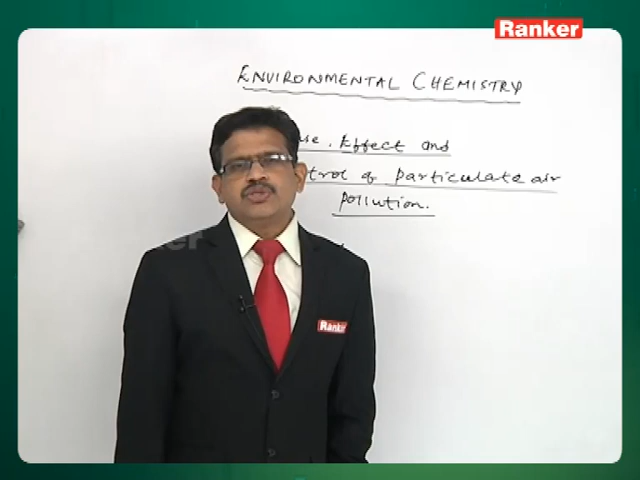 Ranker
ENVIRONMENTAL CHEMISTRY
Effect and
of particulate air
pollution.
Ranker